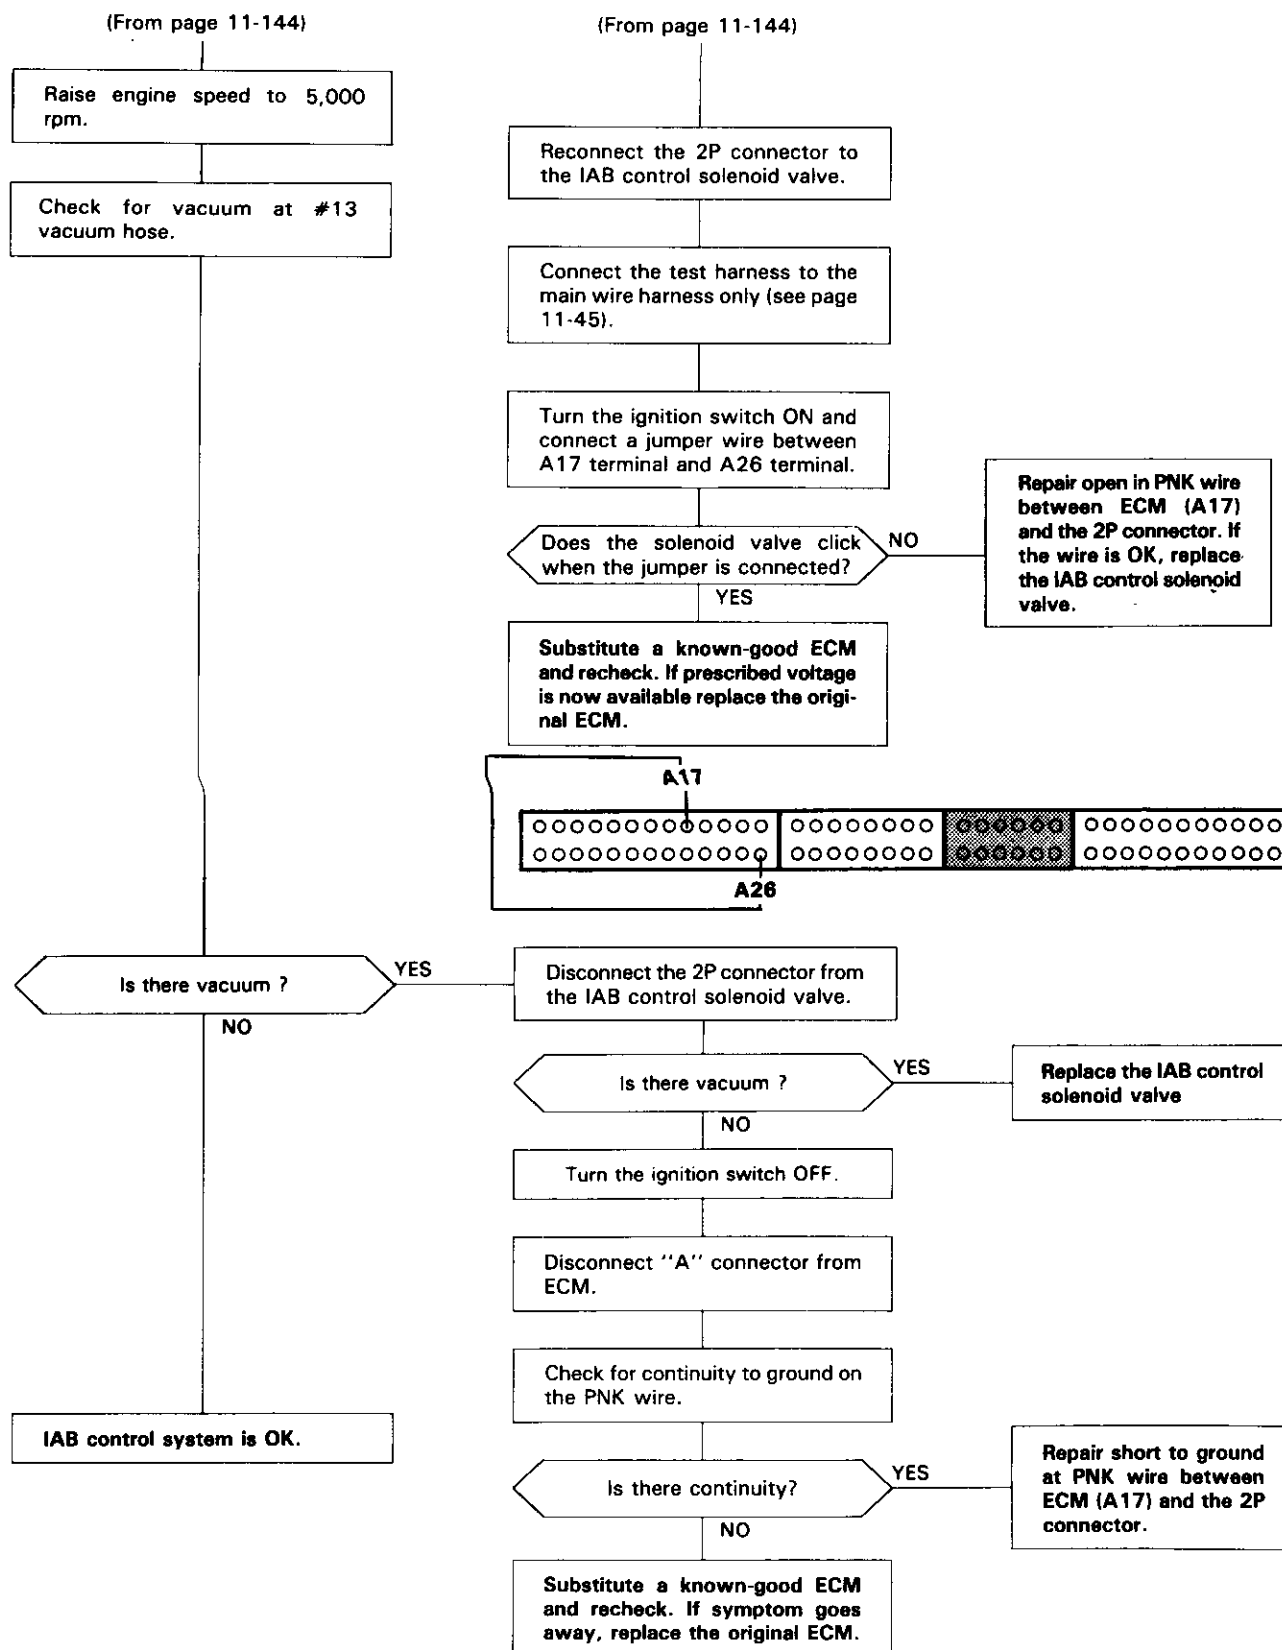 (From page 11-144)
Raise engine speed to 5,000
rpm.
Check for vacuum at #13
vacuum hose.
(From page 11-144)
Reconnect the 2P connector to
the IAB control solenoid valve.
Connect the test harness to the
main wire harness only (see page
11-45).
Turn the ignition switch ON and
connect a jumper wire between
A17 terminal and A26 terminal.
Does the solenoid valve click
when the jumper is connected?
NO
Repair open in PNK wire
between ECM (A17)
and the 2P connector. If
the wire is OK, replace
the IAB control solenoid
valve.
YES
Substitute a known-good ECM
and recheck. If prescribed voltage
is now available replace the origi-
nal ECM.
A17
A26
Is there vacuum ?
YES
NO
Disconnect the 2P connector from
the IAB control solenoid valve.
Is there vacuum ?
YES
Replace the IAB control
solenoid valve
NO
Turn the ignition switch OFF.
Disconnect "A" connector from
ECM.
Check for continuity to ground on
the PNK wire.
IAB control system is OK.
Is there continuity?
YES
Repair short to ground
at PNK wire between
ECM (A17) and the 2P
connector.
NO
Substitute a known-good ECM
and recheck. If symptom goes
away, replace the original ECM.